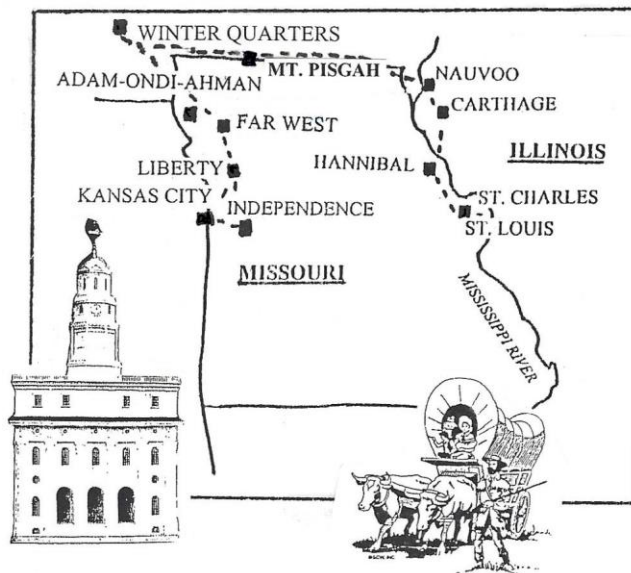 WINTER QUARTERS
MT. PISGAH
NAUVOO
ADAM-ONDI-AHMAN
CARTHAGE
FAR WEST
ILLINOIS
LIBERTY
HANNIBAL
KANSAS CITY
INDEPENDENCE
ST. CHARLES
ST. LOUIS
MISSOURI
MISSISSIPPI RIVER